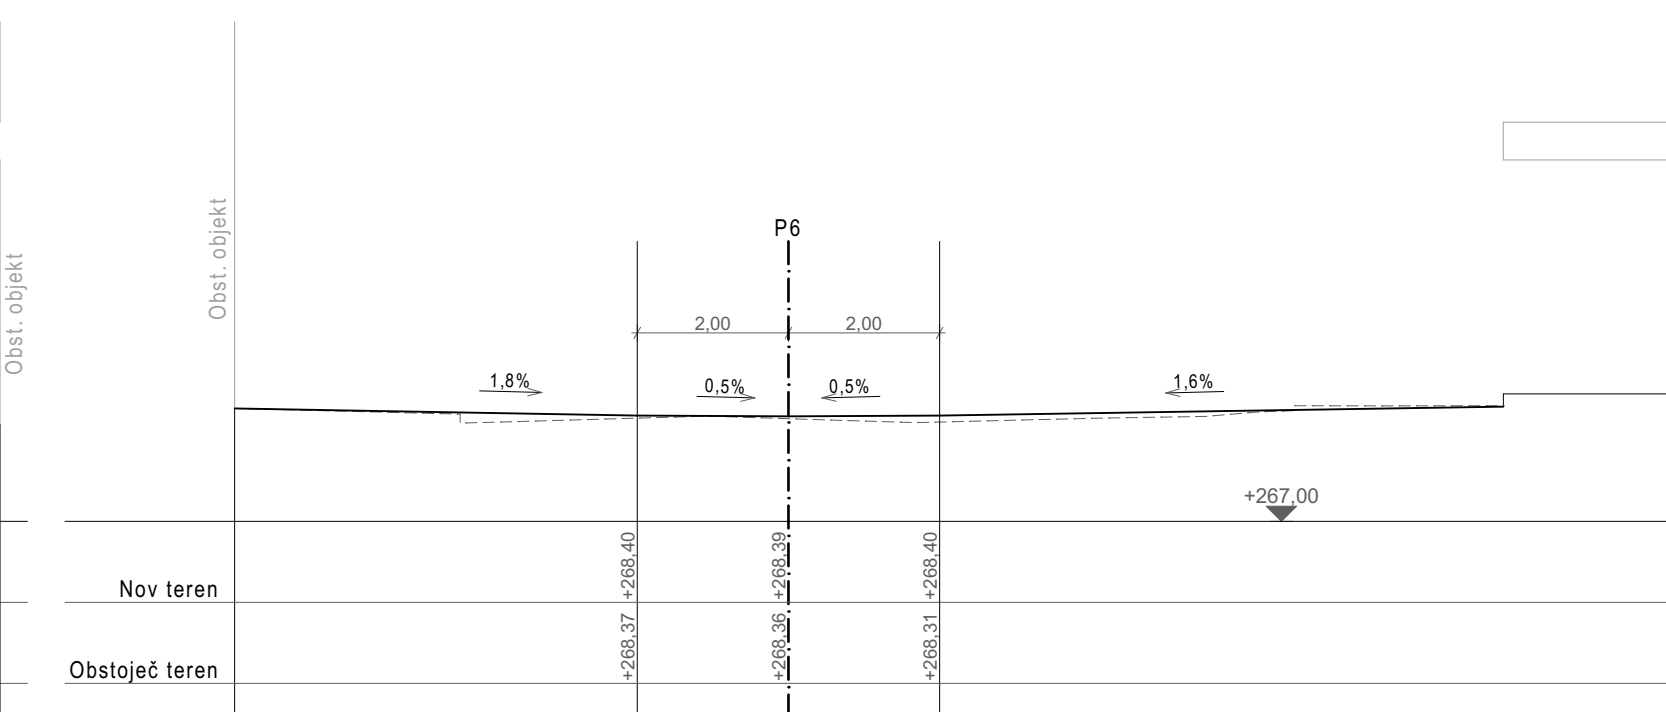 Obst. objekt
Obst. objekt
P6
2,00
2,00
1,8%
0,5%
0,5%
1,6%
+267,00
Nov teren
+268,40
+268,39
+268,40
Obstoječ teren
+268,37
+268,36
+268,31